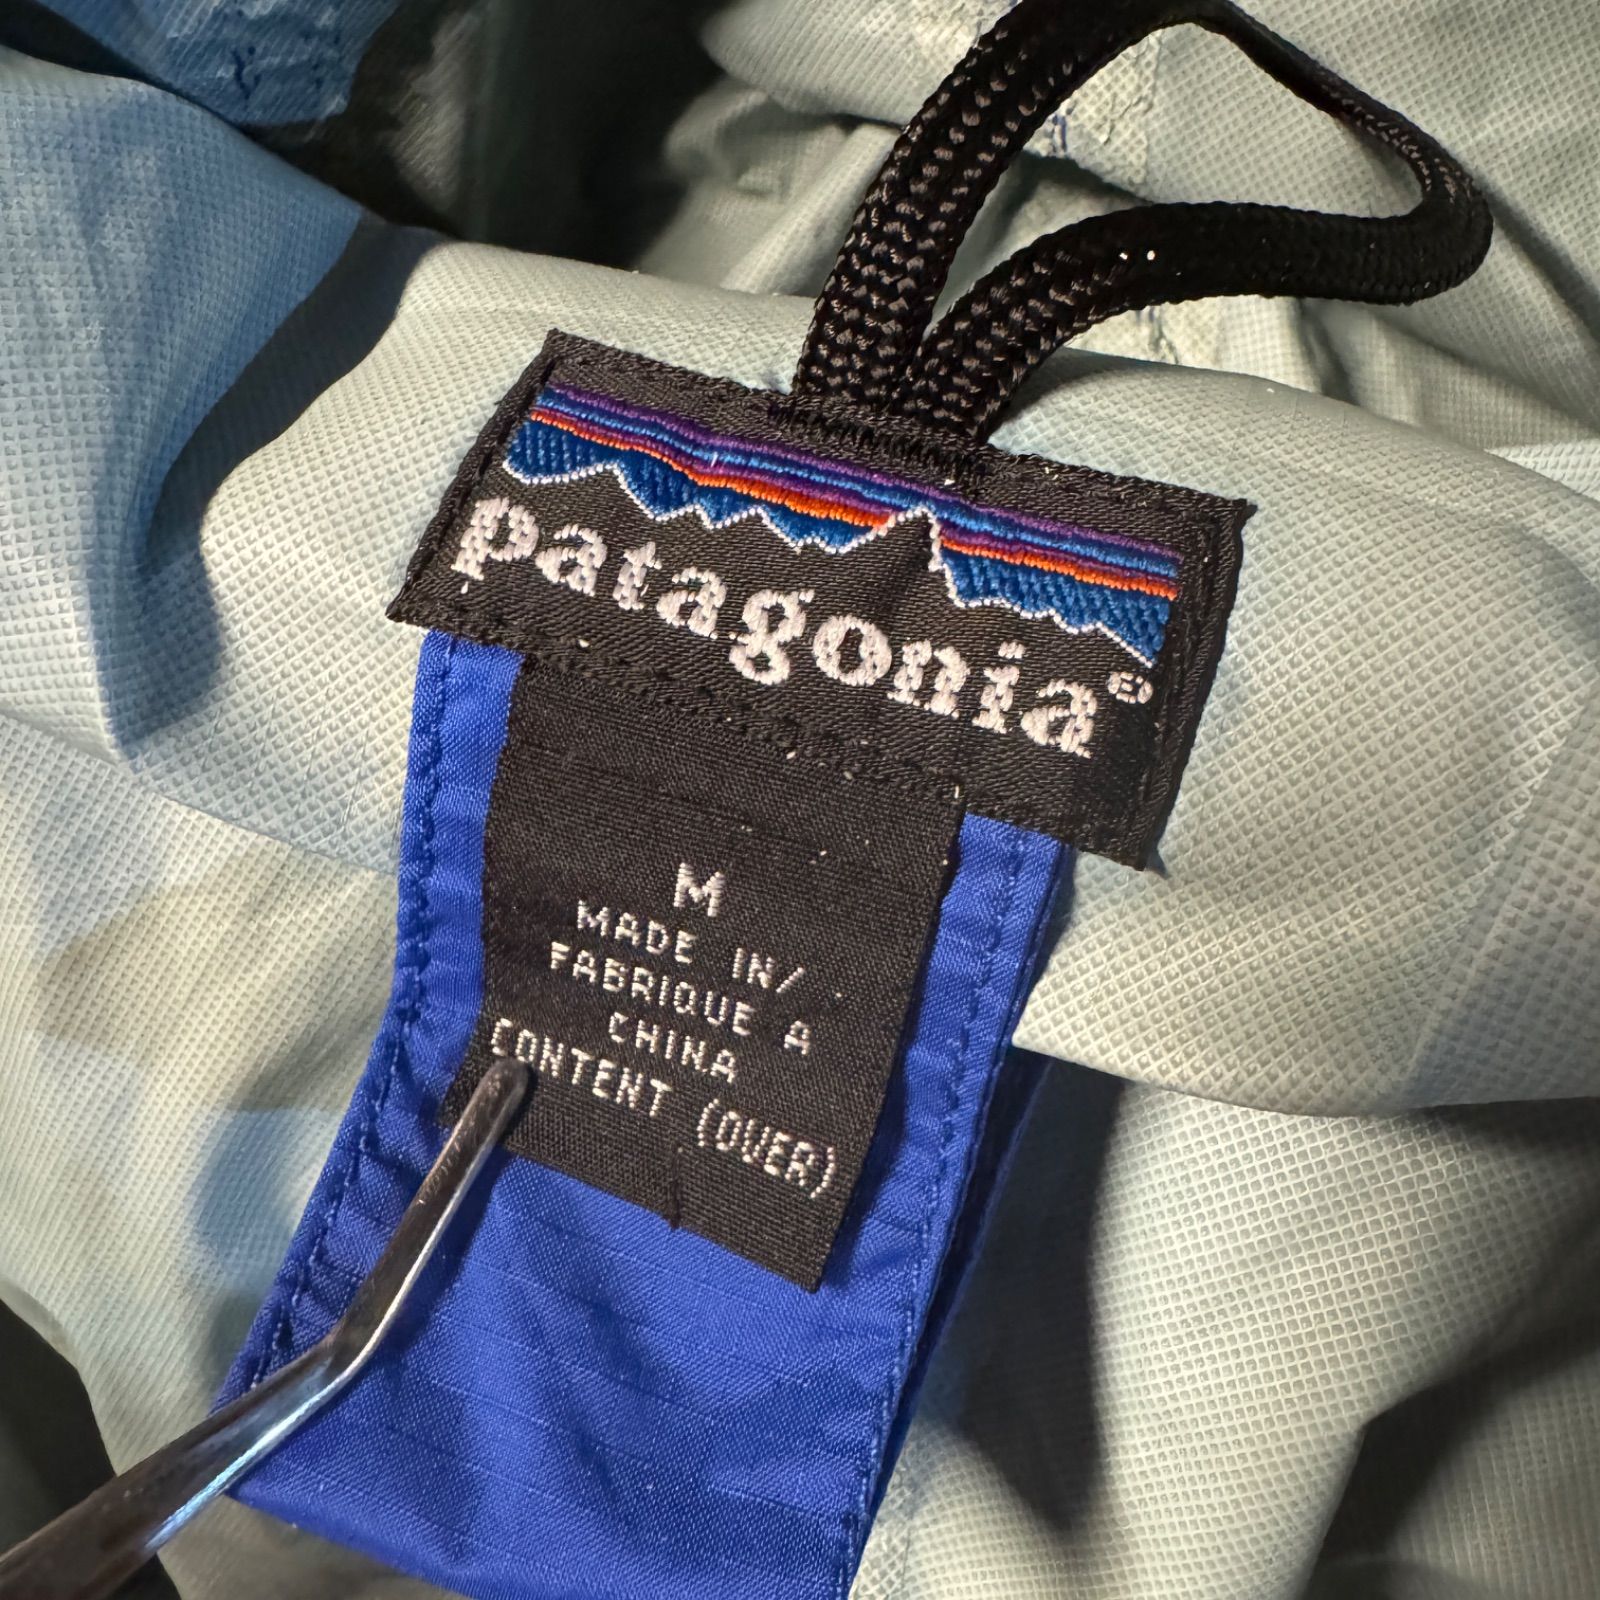 patagonia®
M
MADE IN/
FABRIQUE A
CHINA
CONTENT (OVER)